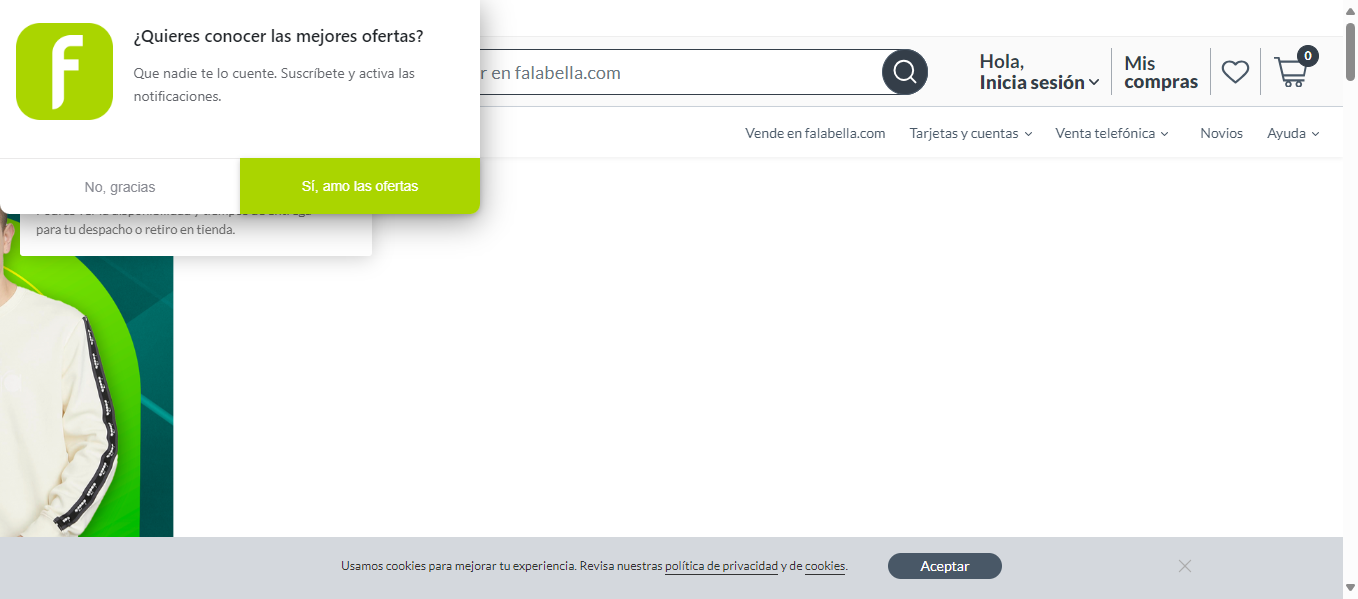 ¿Quieres conocer las mejores ofertas?
Que nadie te lo cuente. Suscríbete y activa las
notificaciones.
No, gracias
Sí, amo las ofertas
en falabella.com
Hola,
Inicia sesión
Mis
compras
0
Vende en falabella.com
Tarjetas y cuentas
Venta telefónica
Novios
Ayuda
para tu despacho o retiro en tienda.
Usamos cookies para mejorar tu experiencia. Revisa nuestras política de privacidad y de cookies.
Aceptar